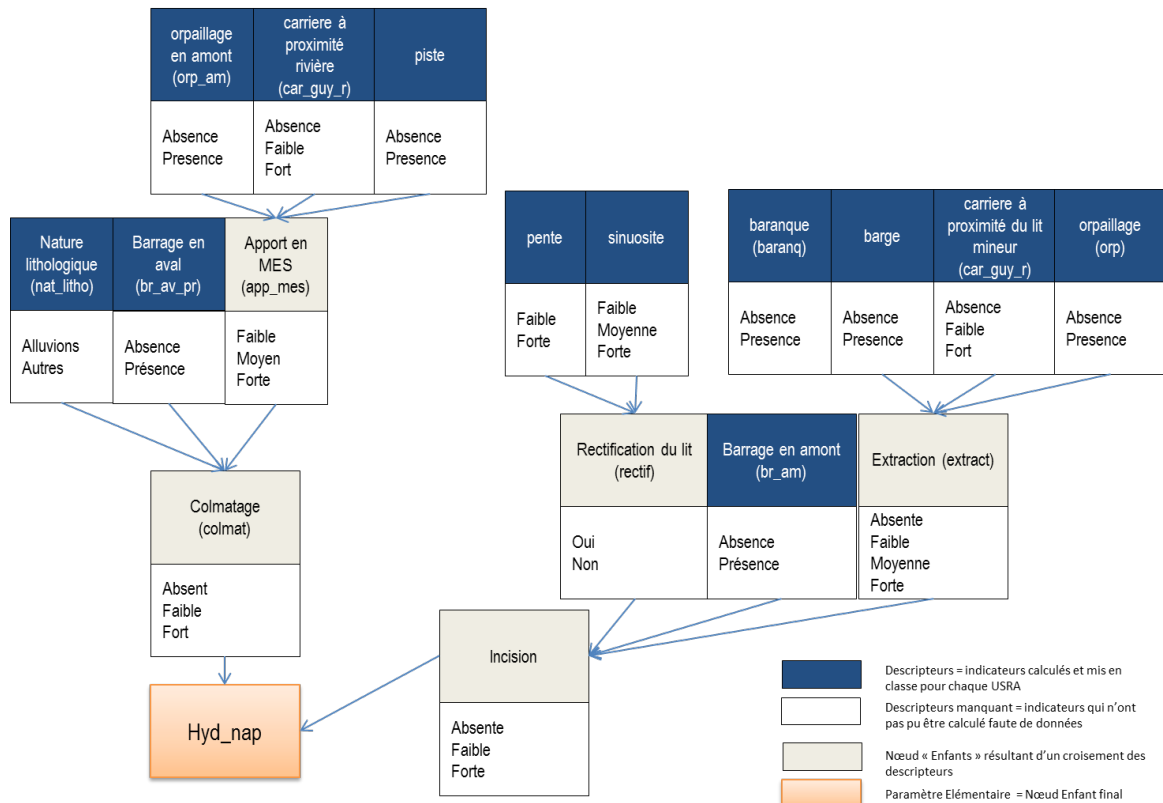 orpaillage
en amont
(orp_am)
carriere à
proximité
rivière
(car_guy_r)
piste
Absence
Presence
Absence
Faible
Fort
Absence
Presence
Nature
lithologique
(nat_litho)
Barrage en
aval
(br_av_pr)
Apport en
MES
(app_mes)
Alluvions
Autres
Absence
Présence
Faible
Moyen
Forte
pente
sinuosite
Faible
Forte
Faible
Moyenne
Forte
baranque
(baranq)
barge
carriere à
proximité du lit
mineur
(car_guy_r)
orpaillage
(orp)
Absence
Presence
Absence
Presence
Absence
Faible
Fort
Absence
Presence
Colmatage
(colmat)
Absent
Faible
Fort
Rectification du lit
(rectif)
Barrage en amont
(br_am)
Extraction (extract)
Oui
Non
Absence
Présence
Absente
Faible
Moyenne
Forte
Incision
Absente
Faible
Forte
Hyd_nap
Descripteurs = indicateurs calculés et mis en
classe pour chaque USRA
Descripteurs manquant = indicateurs qui n'ont
pas pu être calculé faute de données
Nœud « Enfants » résultant d'un croisement des
descripteurs
Paramètre Elémentaire = Nœud Enfant final